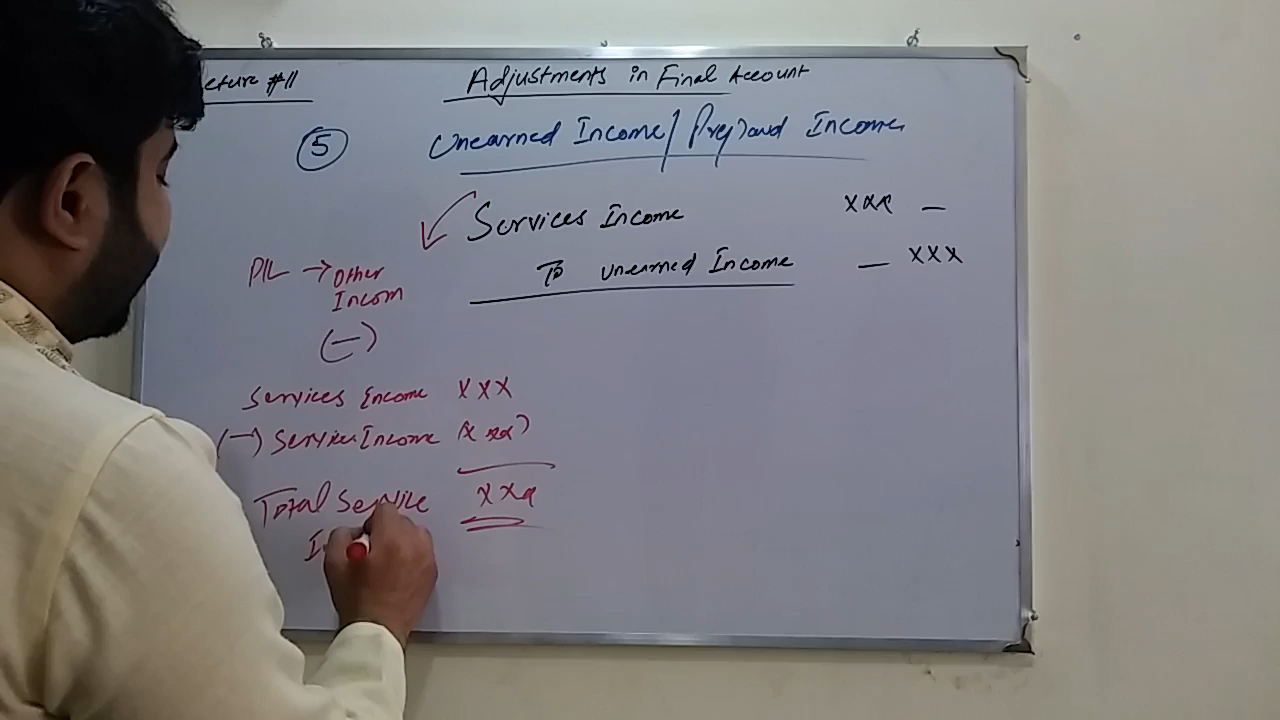 ecture #11
Adjustments in Final Account
5
Unearned Income / Prepaid Income
Services Income xxx —
To unearned Income — xxx
P/L → Other
Incom
(—)
Services Income xxx
(—) Services Income (xxx)
Total Service xxx
I